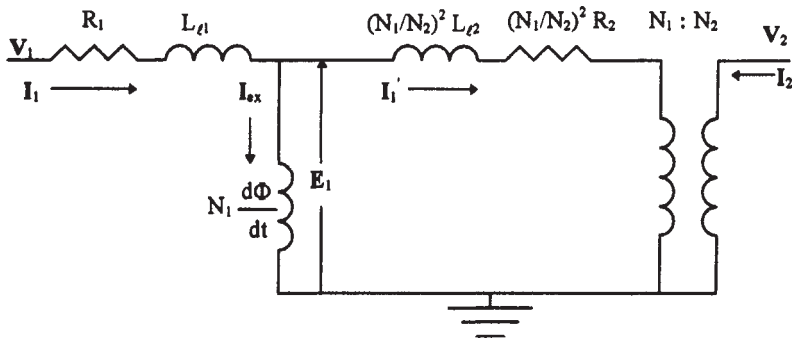 R₁ L_ℓ1 (N₁/N₂)² L_ℓ2 (N₁/N₂)² R₂ N₁ : N₂
V₁ V₂
I₁ I_ex I₁' I₂
E₁
N₁ dΦ/dt